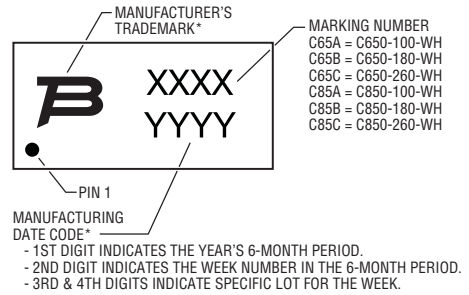 MANUFACTURER'S
TRADEMARK*
MARKING NUMBER
C65A = C650-100-WH
C65B = C650-180-WH
C65C = C650-260-WH
C85A = C850-100-WH
C85B = C850-180-WH
C85C = C850-260-WH
B
XXXX
YYYY
PIN 1
MANUFACTURING
DATE CODE*
- 1ST DIGIT INDICATES THE YEAR'S 6-MONTH PERIOD.
- 2ND DIGIT INDICATES THE WEEK NUMBER IN THE 6-MONTH PERIOD.
- 3RD & 4TH DIGITS INDICATE SPECIFIC LOT FOR THE WEEK.